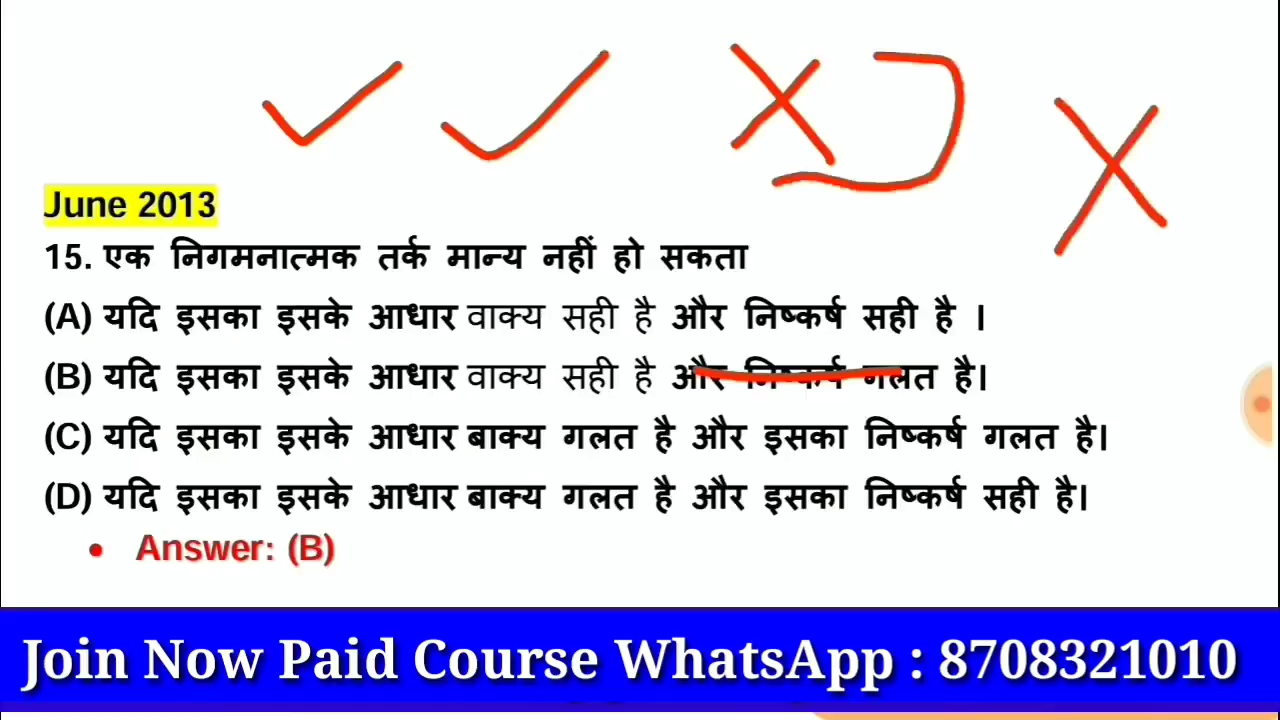 June 2013
15. एक निगमनात्मक तर्क मान्य नहीं हो सकता
(A) यदि इसका इसके आधार वाक्य सही है और निष्कर्ष सही है ।
(B) यदि इसका इसके आधार वाक्य सही है और निष्कर्ष गलत है।
(C) यदि इसका इसके आधार बाक्य गलत है और इसका निष्कर्ष गलत है।
(D) यदि इसका इसके आधार बाक्य गलत है और इसका निष्कर्ष सही है।
• Answer: (B)
Join Now Paid Course WhatsApp : 8708321010